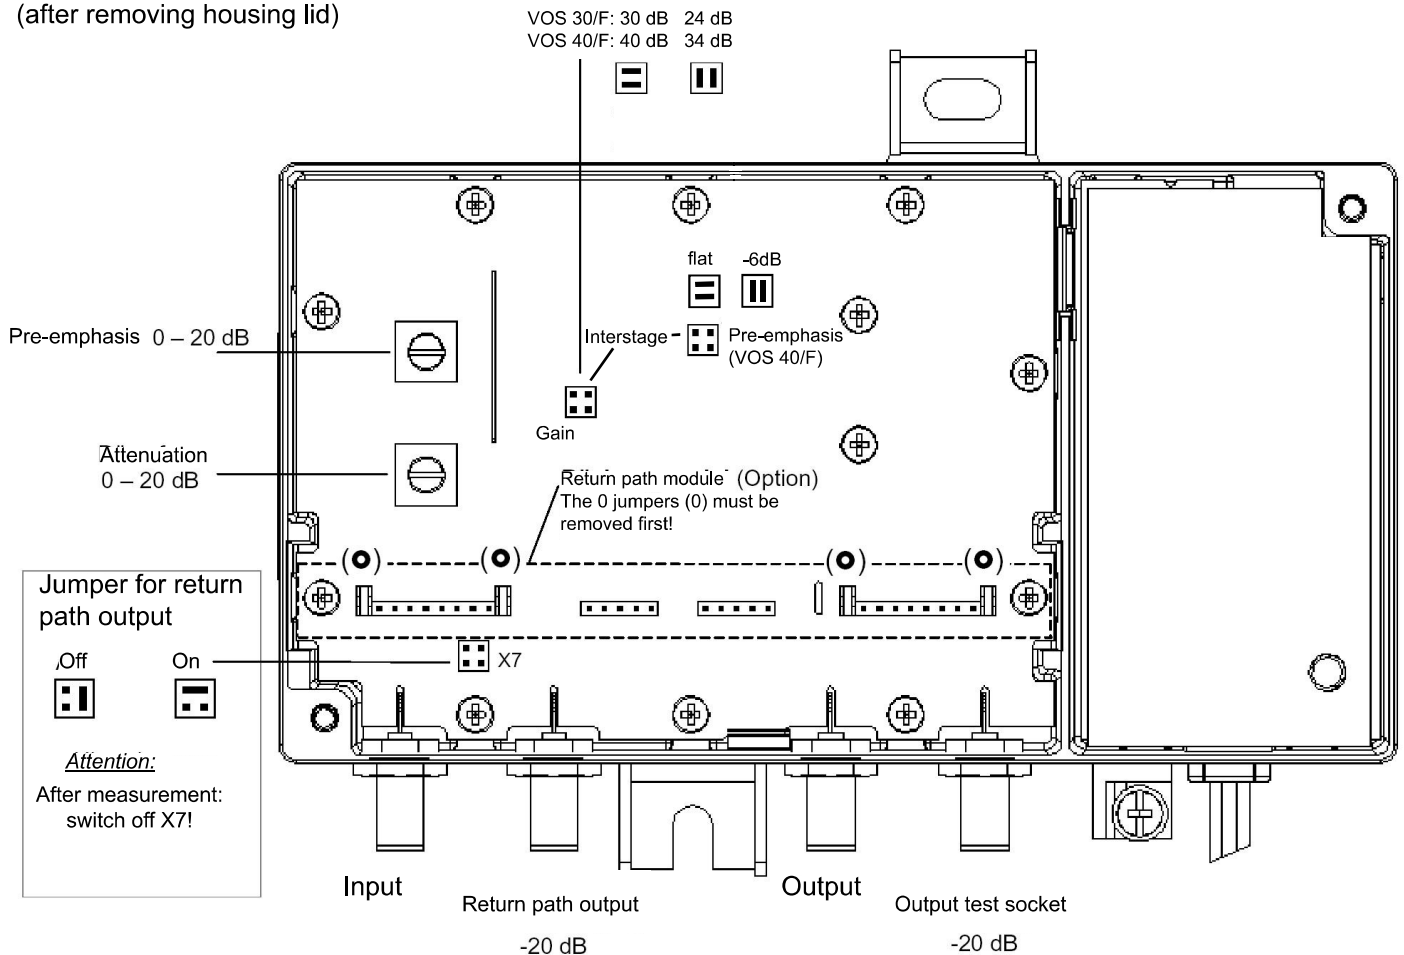 (after removing housing lid)
VOS 30/F: 30 dB 24 dB
VOS 40/F: 40 dB 34 dB
flat -6dB
Pre-emphasis 0 – 20 dB
Interstage
Pre-emphasis
(VOS 40/F)
Gain
Attenuation
0 – 20 dB
Return path module (Option)
The 0 jumpers (0) must be
removed first!
Jumper for return
path output
Off On
X7
Attention:
After measurement:
switch off X7!
Input
Return path output
-20 dB
Output
Output test socket
-20 dB